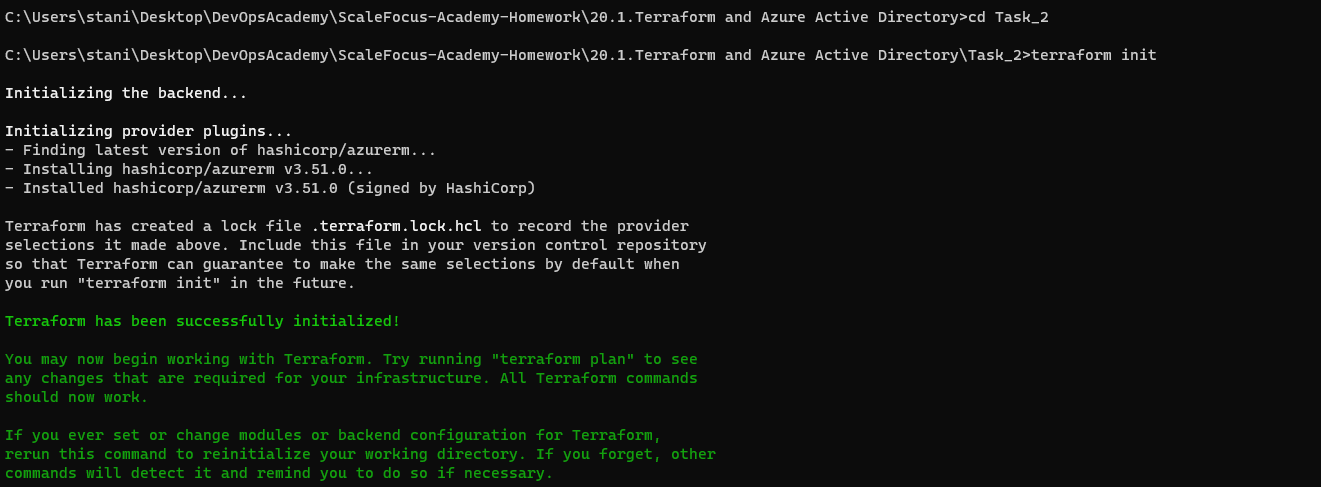 C:\Users\stani\Desktop\DevOpsAcademy\ScaleFocus-Academy-Homework\20.1.Terraform and Azure Active Directory>cd Task_2
C:\Users\stani\Desktop\DevOpsAcademy\ScaleFocus-Academy-Homework\20.1.Terraform and Azure Active Directory\Task_2>terraform init
Initializing the backend...
Initializing provider plugins...
- Finding latest version of hashicorp/azurerm...
- Installing hashicorp/azurerm v3.51.0...
- Installed hashicorp/azurerm v3.51.0 (signed by HashiCorp)
Terraform has created a lock file .terraform.lock.hcl to record the provider
selections it made above. Include this file in your version control repository
so that Terraform can guarantee to make the same selections by default when
you run "terraform init" in the future.
Terraform has been successfully initialized!
You may now begin working with Terraform. Try running "terraform plan" to see
any changes that are required for your infrastructure. All Terraform commands
should now work.
If you ever set or change modules or backend configuration for Terraform,
rerun this command to reinitialize your working directory. If you forget, other
commands will detect it and remind you to do so if necessary.